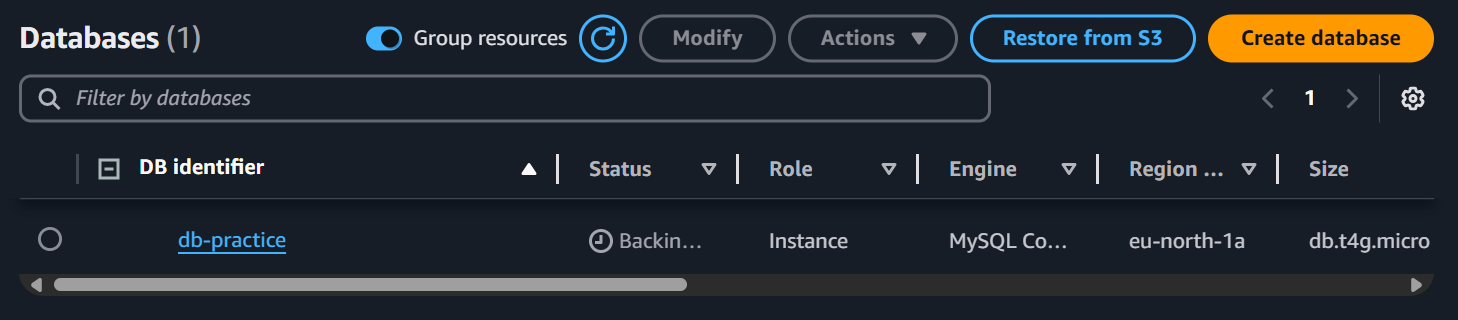 Databases (1) Group resources Modify Actions Restore from S3 Create database
Filter by databases 1
DB identifier Status Role Engine Region ... Size
db-practice Backin... Instance MySQL Co... eu-north-1a db.t4g.micro